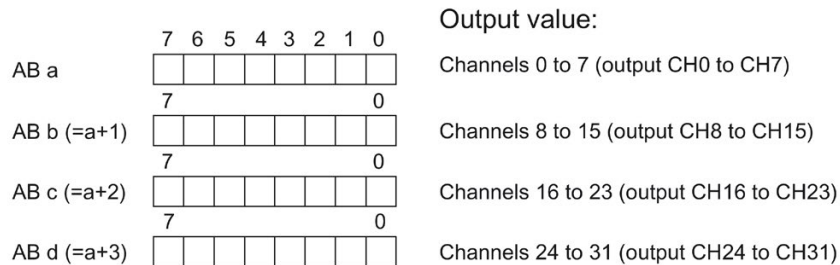 Output value:
7 6 5 4 3 2 1 0
AB a
Channels 0 to 7 (output CH0 to CH7)
7 0
AB b (=a+1)
Channels 8 to 15 (output CH8 to CH15)
7 0
AB c (=a+2)
Channels 16 to 23 (output CH16 to CH23)
7 0
AB d (=a+3)
Channels 24 to 31 (output CH24 to CH31)